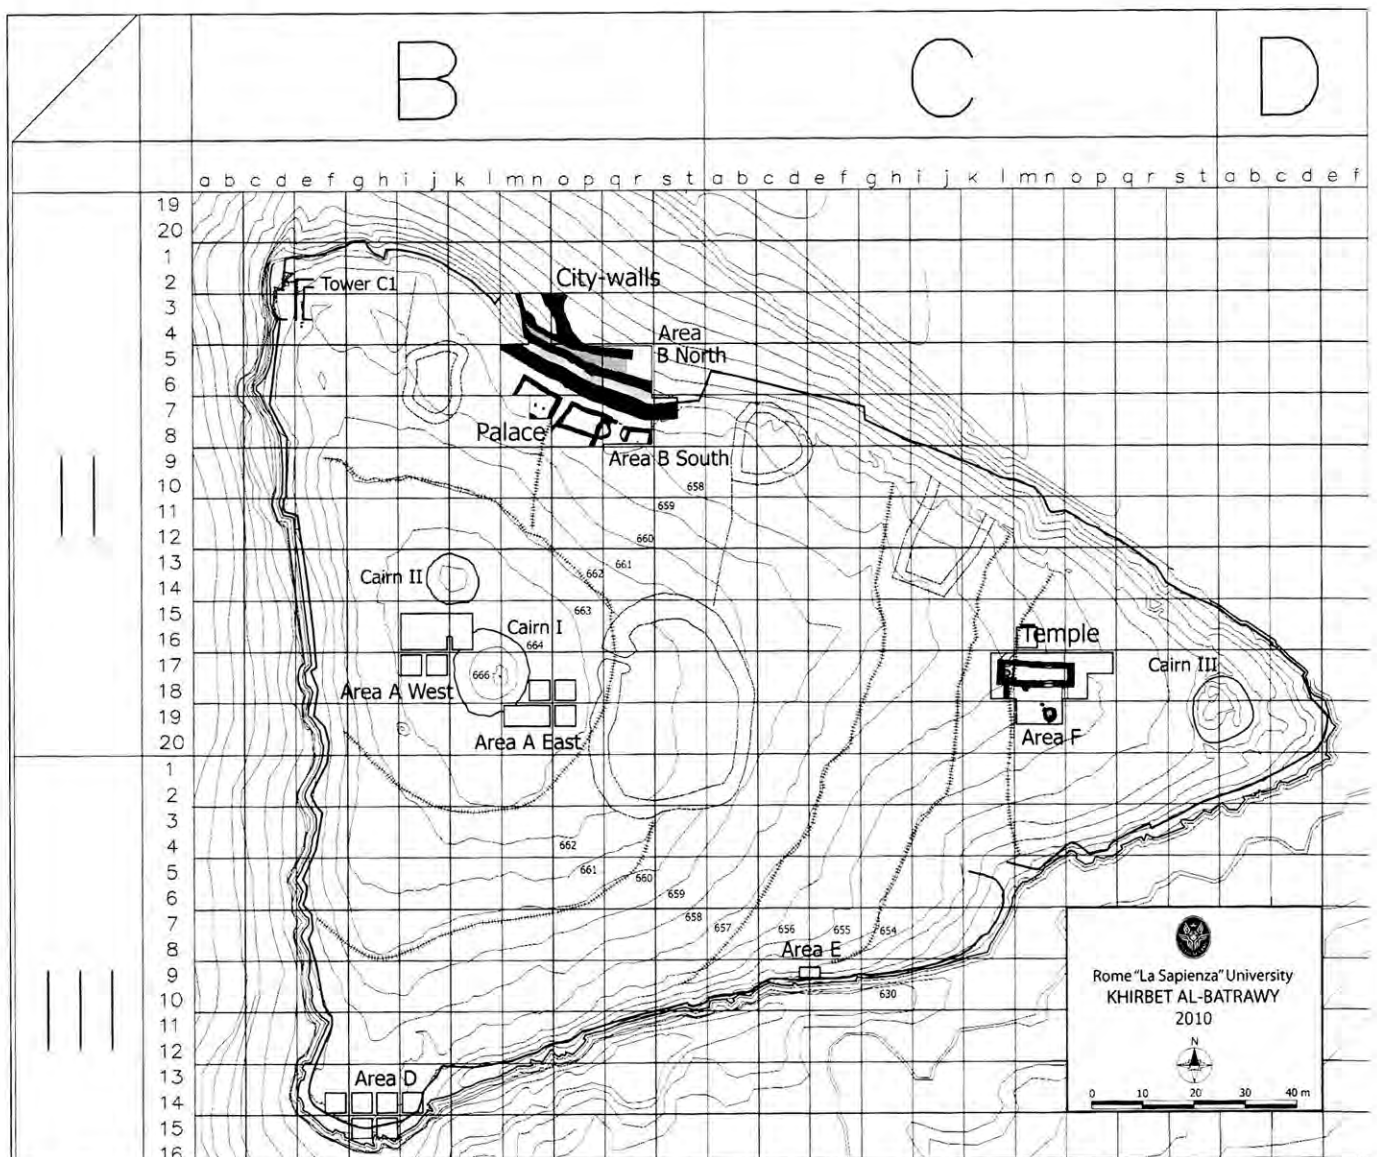 B C D
a b c d e f g h i j k l m n o p q r s t a b c d e f g h i j k l m n o p q r s t a b c d e f
19
20
1
2 Tower C1 City-walls
3
4 Area
5 B North
6
7
8 Palace
9 Area B South
II
10 658
11 659
12 660
13 662 661
14 Cairn II
15 663
16 Cairn I Temple
664
17 666 Cairn III
18 Area A West
19
20 Area A East Area F
1
2
3
4 662
5 661 660
6 659
7 658 657 656 655 654
8 Area E
9
III
10 630
11
12
13 Area D
14
15
16
Rome "La Sapienza" University
KHIRBET AL-BATRAWY
2010
N
0 10 20 30 40 m